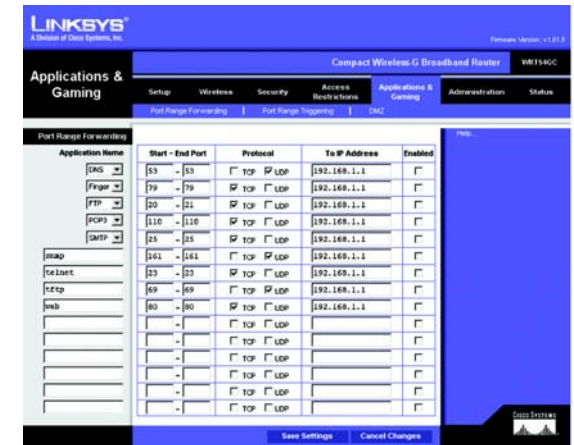 LINKSYS®
A Division of Cisco Systems, Inc.
Firmware Version: v1.01.5
Compact Wireless-G Broadband Router WRT54GC
Applications & Gaming
Setup Wireless Security Access Restrictions Applications & Gaming Administration Status
Port Range Forwarding | Port Range Triggering | DMZ
Port Range Forwarding
Help...
Application Name Start - End Port Protocol To IP Address Enabled
DNS 53 - 53 TCP UDP 192.168.1.1
Finger 79 - 79 TCP UDP 192.168.1.1
FTP 20 - 21 TCP UDP 192.168.1.1
POP3 110 - 110 TCP UDP 192.168.1.1
SMTP 25 - 25 TCP UDP 192.168.1.1
snmp 161 - 161 TCP UDP 192.168.1.1
telnet 23 - 23 TCP UDP 192.168.1.1
tftp 69 - 69 TCP UDP 192.168.1.1
web 80 - 80 TCP UDP 192.168.1.1
- TCP UDP
- TCP UDP
- TCP UDP
- TCP UDP
- TCP UDP
Save Settings Cancel Changes
Cisco Systems